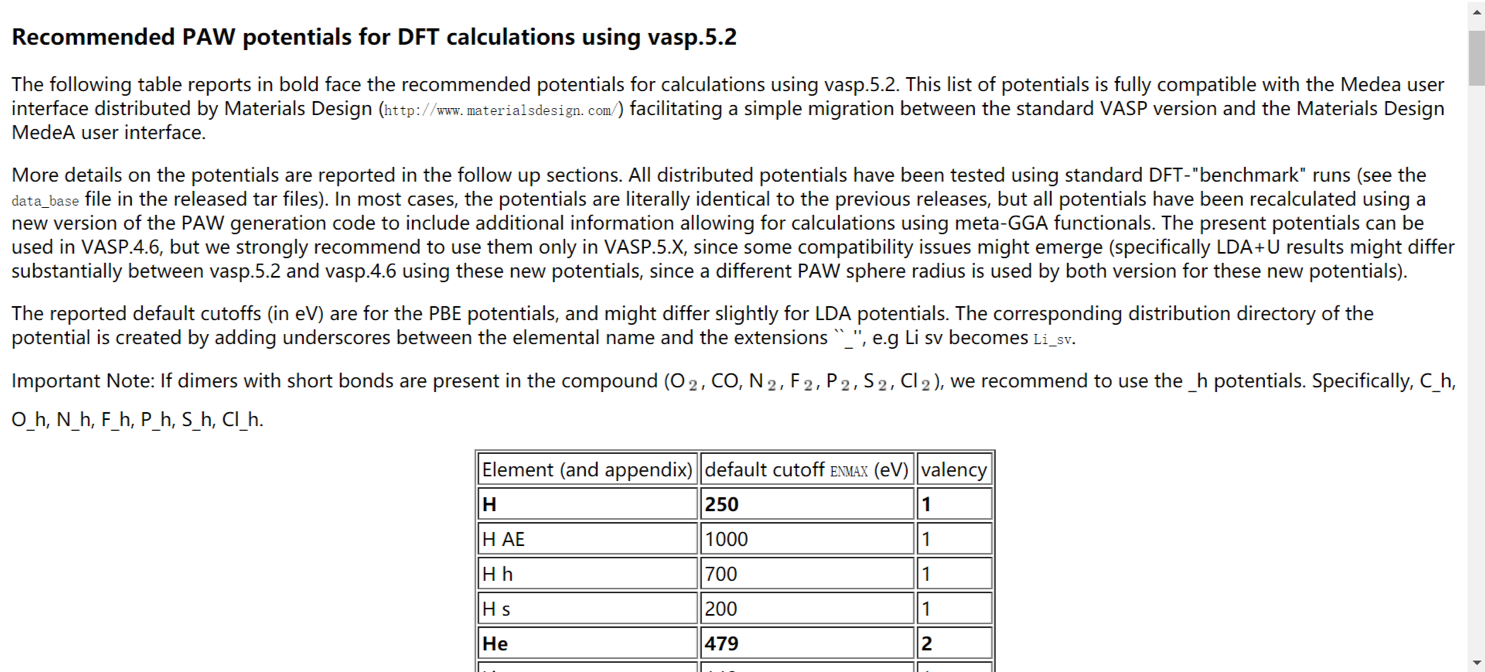 Recommended PAW potentials for DFT calculations using vasp.5.2
The following table reports in bold face the recommended potentials for calculations using vasp.5.2. This list of potentials is fully compatible with the Medea user
interface distributed by Materials Design (http://www.materialsdesign.com/) facilitating a simple migration between the standard VASP version and the Materials Design
MedeA user interface.
More details on the potentials are reported in the follow up sections. All distributed potentials have been tested using standard DFT-"benchmark" runs (see the
data_base file in the released tar files). In most cases, the potentials are literally identical to the previous releases, but all potentials have been recalculated using a
new version of the PAW generation code to include additional information allowing for calculations using meta-GGA functionals. The present potentials can be
used in VASP.4.6, but we strongly recommend to use them only in VASP.5.X, since some compatibility issues might emerge (specifically LDA+U results might differ
substantially between vasp.5.2 and vasp.4.6 using these new potentials, since a different PAW sphere radius is used by both version for these new potentials).
The reported default cutoffs (in eV) are for the PBE potentials, and might differ slightly for LDA potentials. The corresponding distribution directory of the
potential is created by adding underscores between the elemental name and the extensions ``_'', e.g Li sv becomes Li_sv.
Important Note: If dimers with short bonds are present in the compound (O₂, CO, N₂, F₂, P₂, S₂, Cl₂), we recommend to use the _h potentials. Specifically, C_h,
O_h, N_h, F_h, P_h, S_h, Cl_h.
Element (and appendix) default cutoff ENMAX (eV) valency
H 250 1
H AE 1000 1
H h 700 1
H s 200 1
He 479 2